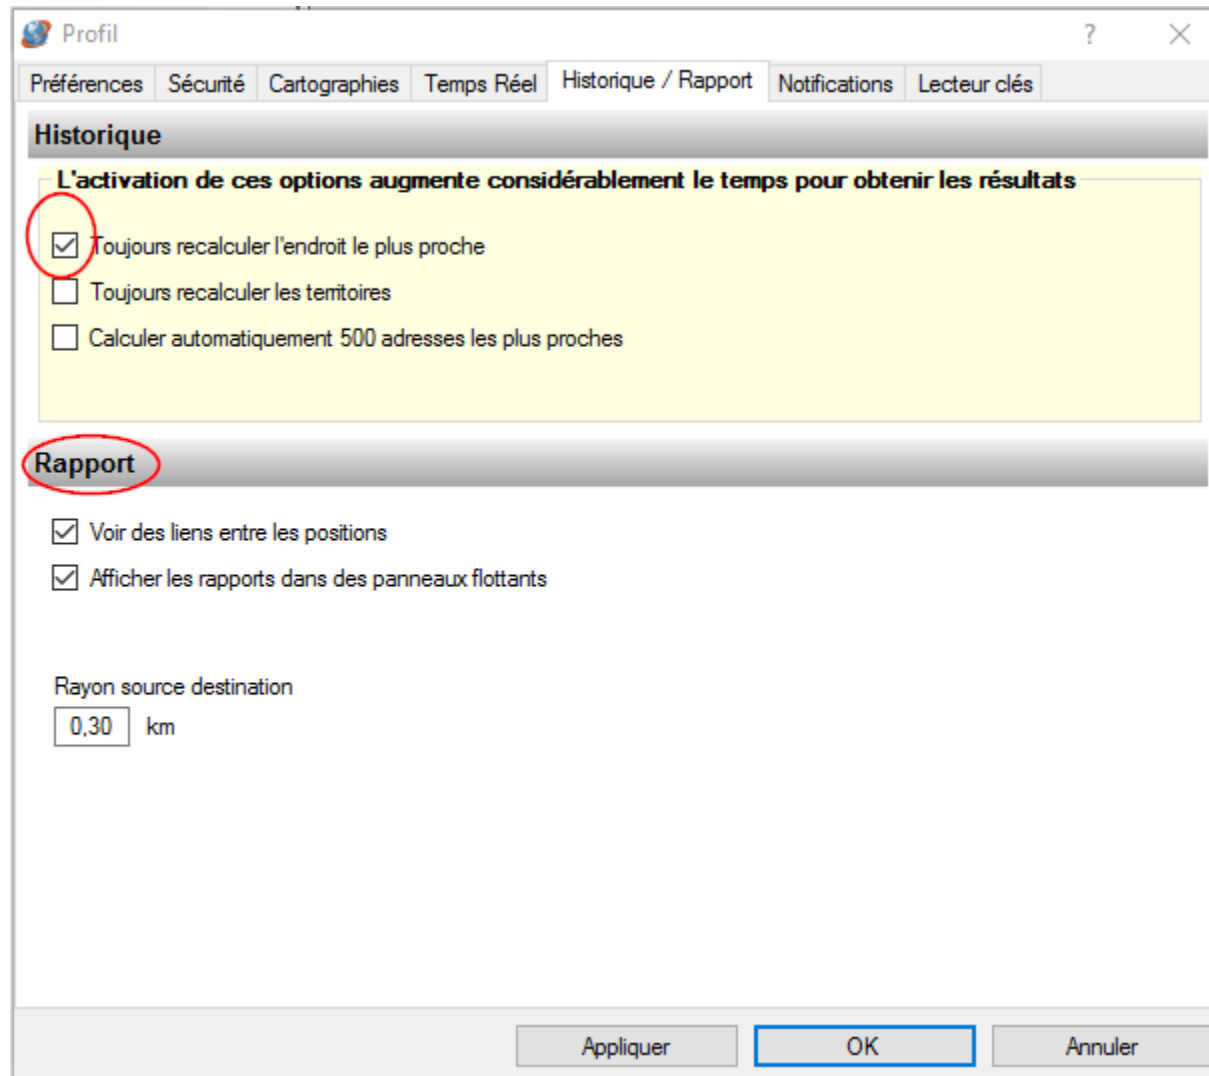 Profil
Préférences Sécurité Cartographies Temps Réel Historique / Rapport Notifications Lecteur clés
Historique
L'activation de ces options augmente considérablement le temps pour obtenir les résultats
Toujours recalculer l'endroit le plus proche
Toujours recalculer les territoires
Calculer automatiquement 500 adresses les plus proches
Rapport
Voir des liens entre les positions
Afficher les rapports dans des panneaux flottants
Rayon source destination
0,30 km
Appliquer OK Annuler